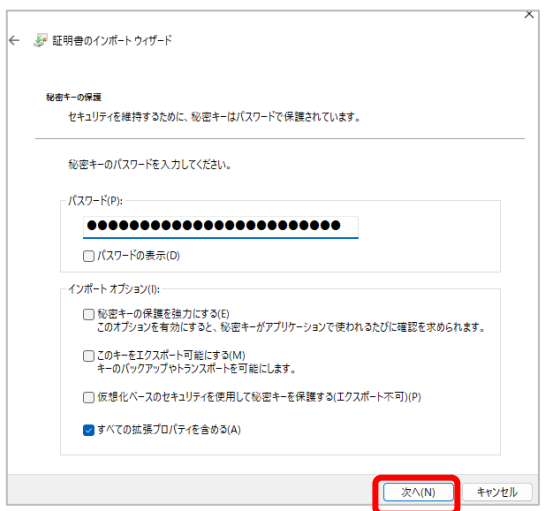 証明書のインポート ウィザード
秘密キーの保護
セキュリティを維持するために、秘密キーはパスワードで保護されています。
秘密キーのパスワードを入力してください。
パスワード(P):
●●●●●●●●●●●●●●●●●●●●●●●●
パスワードの表示(D)
インポート オプション(I):
秘密キーの保護を強力にする(E)
このオプションを有効にすると、秘密キーがアプリケーションで使われるたびに確認を求められます。
このキーをエクスポート可能にする(M)
キーのバックアップやトランスポートを可能にします。
仮想化ベースのセキュリティを使用して秘密キーを保護する(エクスポート不可)(P)
すべての拡張プロパティを含める(A)
次へ(N)
キャンセル